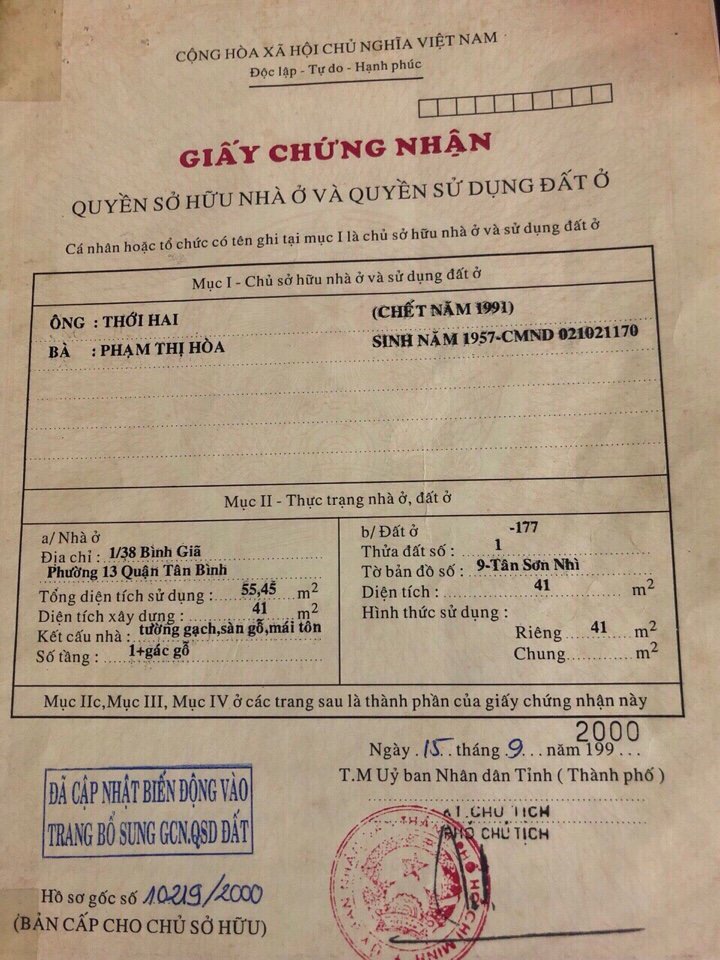 CỘNG HÒA XÃ HỘI CHỦ NGHĨA VIỆT NAM
Độc lập - Tự do - Hạnh phúc
GIẤY CHỨNG NHẬN
QUYỀN SỞ HỮU NHÀ Ở VÀ QUYỀN SỬ DỤNG ĐẤT Ở
Cá nhân hoặc tổ chức có tên ghi tại mục I là chủ sở hữu nhà ở và sử dụng đất ở
Mục I - Chủ sở hữu nhà ở và sử dụng đất ở
ÔNG : THỚI HAI (CHẾT NĂM 1991)
BÀ : PHẠM THỊ HÒA SINH NĂM 1957-CMND 021021170
Mục II - Thực trạng nhà ở, đất ở
a/ Nhà ở
Địa chỉ : 1/38 Bình Giã
Phường 13 Quận Tân Bình
Tổng diện tích sử dụng : 55,45 m2
Diện tích xây dựng : 41 m2
Kết cấu nhà : tường gạch,sàn gỗ,mái tôn
Số tầng : 1+gác gỗ
b/ Đất ở -177
Thửa đất số : 1
Tờ bản đồ số : 9-Tân Sơn Nhì
Diện tích : 41 m2
Hình thức sử dụng :
Riêng 41 m2
Chung m2
Mục IIc,Mục III, Mục IV ở các trang sau là thành phần của giấy chứng nhận này
2000
Ngày 15 tháng 9 năm 199
T.M Uỷ ban Nhân dân Tỉnh ( Thành phố )
KT.CHỦ TỊCH
PHÓ CHỦ TỊCH
ĐÃ CẬP NHẬT BIẾN ĐỘNG VÀO
TRANG BỔ SUNG GCN.QSD ĐẤT
Hồ sơ gốc số 10219/2000
(BẢN CẤP CHO CHỦ SỞ HỮU)